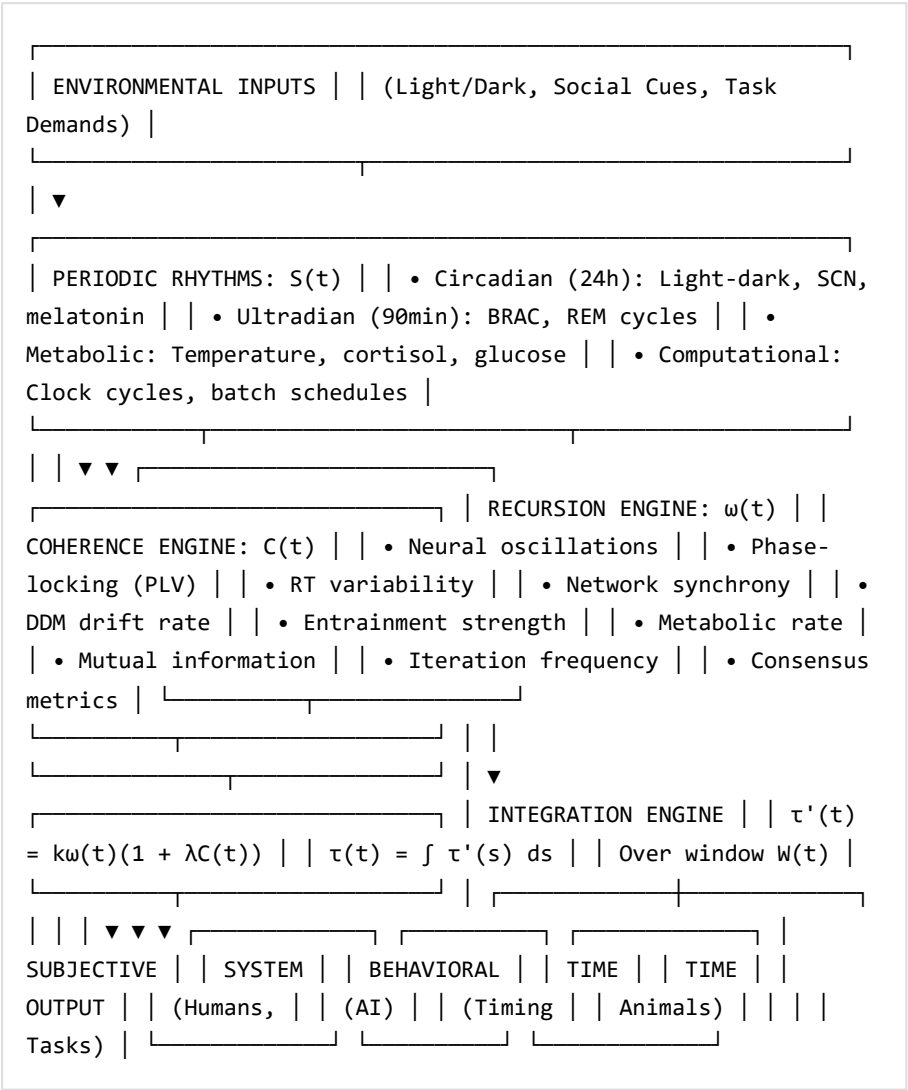 ┌─────────────────────────────────────────────────────────────┐
│ ENVIRONMENTAL INPUTS │ │ (Light/Dark, Social Cues, Task
Demands) │
└────────────────────────┬────────────────────────────────────┘
│ ▼
┌─────────────────────────────────────────────────────────────┐
│ PERIODIC RHYTHMS: S(t) │ │ • Circadian (24h): Light-dark, SCN,
melatonin │ │ • Ultradian (90min): BRAC, REM cycles │ │ •
Metabolic: Temperature, cortisol, glucose │ │ • Computational:
Clock cycles, batch schedules │
└────────────┬───────────────────────────┬────────────────────┘
│ │ ▼ ▼ ┌──────────────────────────┐
┌──────────────────────────────┐ │ RECURSION ENGINE: ω(t) │ │
COHERENCE ENGINE: C(t) │ │ • Neural oscillations │ │ • Phase-
locking (PLV) │ │ • RT variability │ │ • Network synchrony │ │ •
DDM drift rate │ │ • Entrainment strength │ │ • Metabolic rate │
│ • Mutual information │ │ • Iteration frequency │ │ • Consensus
metrics │ └──────────┬───────────────┘
└──────────┬───────────────────┘ │ │
└──────────────┬───────────────┘ │ ▼
┌──────────────────────────────┐ │ INTEGRATION ENGINE │ │ τ'(t)
= kω(t)(1 + λC(t)) │ │ τ(t) = ∫ τ'(s) ds │ │ Over window W(t) │
└──────────┬───────────────────┘ │ ┌─────────────┼─────────────┐
│ │ │ ▼ ▼ ▼ ┌─────────────┐ ┌──────────┐ ┌─────────────┐ │
SUBJECTIVE │ │ SYSTEM │ │ BEHAVIORAL │ │ TIME │ │ TIME │ │
OUTPUT │ │ (Humans, │ │ (AI) │ │ (Timing │ │ Animals) │ │ │ │
Tasks) │ └─────────────┘ └──────────┘ └─────────────┘